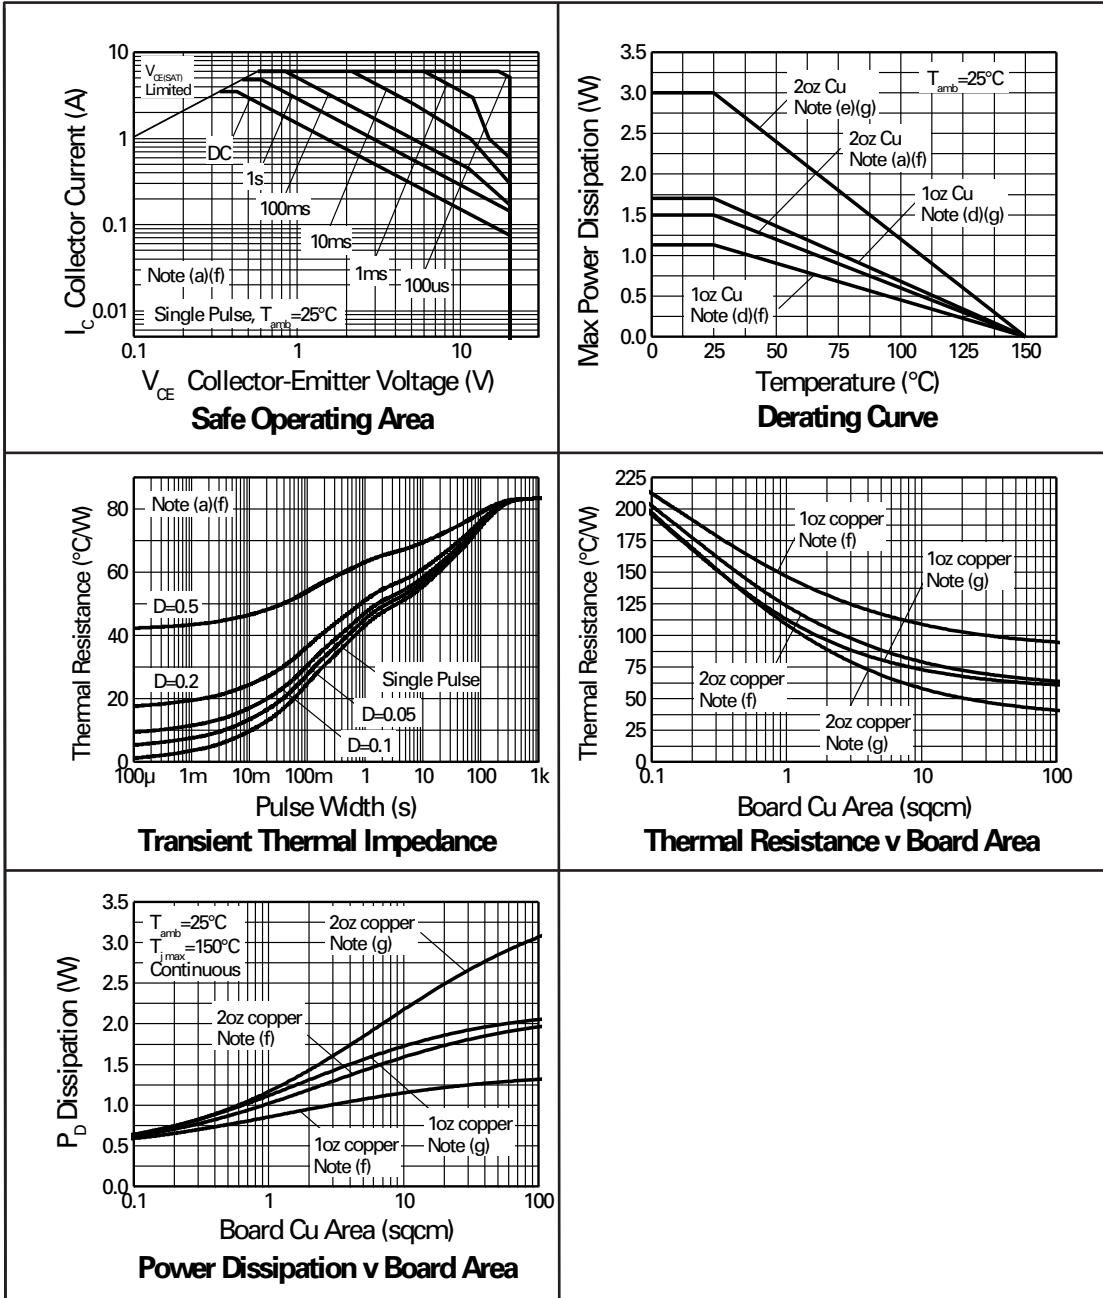 10
1
0.1
0.01
0.1
1
10
V_CE(SAT)
Limited
DC
1s
100ms
10ms
1ms
100us
Note (a)(f)
Single Pulse, T_amb=25°C
I_C Collector Current (A)
V_CE Collector-Emitter Voltage (V)
Safe Operating Area
3.5
3.0
2.5
2.0
1.5
1.0
0.5
0.0
0
25
50
75
100
125
150
T_amb=25°C
2oz Cu
Note (e)(g)
2oz Cu
Note (a)(f)
1oz Cu
Note (d)(g)
1oz Cu
Note (d)(f)
Max Power Dissipation (W)
Temperature (°C)
Derating Curve
80
60
40
20
0
100µ
1m
10m
100m
1
10
100
1k
Note (a)(f)
D=0.5
D=0.2
Single Pulse
D=0.05
D=0.1
Thermal Resistance (°C/W)
Pulse Width (s)
Transient Thermal Impedance
225
200
175
150
125
100
75
50
25
0
0.1
1
10
100
1oz copper
Note (f)
1oz copper
Note (g)
2oz copper
Note (f)
2oz copper
Note (g)
Thermal Resistance (°C/W)
Board Cu Area (sqcm)
Thermal Resistance v Board Area
3.5
3.0
2.5
2.0
1.5
1.0
0.5
0.0
0.1
1
10
100
T_amb=25°C
T_j max=150°C
Continuous
2oz copper
Note (g)
2oz copper
Note (f)
1oz copper
Note (g)
1oz copper
Note (f)
P_D Dissipation (W)
Board Cu Area (sqcm)
Power Dissipation v Board Area